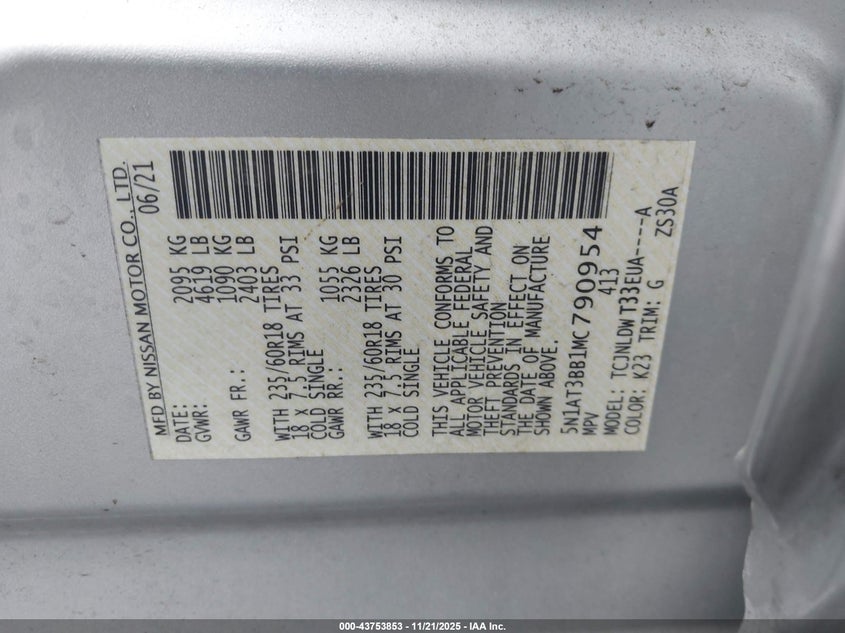 MFD BY NISSAN MOTOR CO., LTD.
DATE: 06/21
GVWR: 2095 KG
4619 LB
GAWR FR.: 1090 KG
2403 LB
WITH 235/60R18 TIRES
18 X 7.5 RIMS AT 33 PSI
COLD SINGLE
GAWR RR.: 1055 KG
2326 LB
WITH 235/60R18 TIRES
18 X 7.5 RIMS AT 30 PSI
COLD SINGLE
THIS VEHICLE CONFORMS TO
ALL APPLICABLE FEDERAL
MOTOR VEHICLE SAFETY AND
THEFT PREVENTION
STANDARDS IN EFFECT ON
THE DATE OF MANUFACTURE
SHOWN ABOVE.
5N1AT3BB1MC790954
MPV 413
MODEL: TCJNLDWT33EUA----A
COLOR: K23 TRIM: G ZS30A
000-43753853 - 11/21/2025 - IAA Inc.